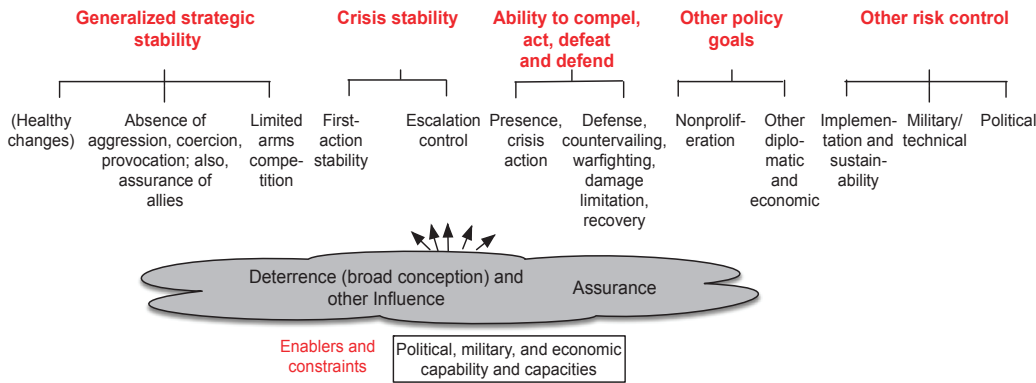 Generalized strategic
stability
Crisis stability
Ability to compel,
act, defeat
and defend
Other policy
goals
Other risk control
(Healthy
changes)
Absence of
aggression, coercion,
provocation; also,
assurance of
allies
Limited
arms
compe-
tition
First-
action
stability
Escalation
control
Presence,
crisis
action
Defense,
countervailing,
warfighting,
damage
limitation,
recovery
Nonprolif-
eration
Other
diplo-
matic
and
economic
Implemen-
tation and
sustain-
ability
Military/
technical
Political
Deterrence (broad conception) and
other Influence
Assurance
Enablers and
constraints
Political, military, and economic
capability and capacities